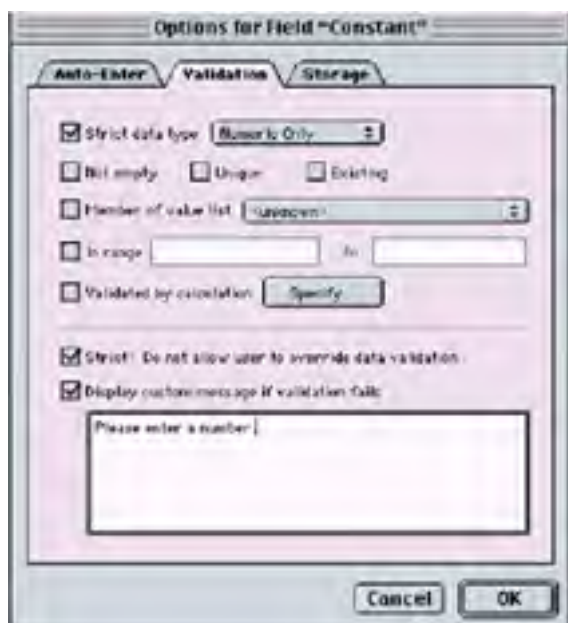 Options for Field "Constant"
Auto-Enter Validation Storage
Strict data type Numeric Only
Not empty Unique Existing
Member of value list <unknown>
In range to
Validated by calculation Specify...
Strict: Do not allow user to override data validation
Display custom message if validation fails
Please enter a number
Cancel OK